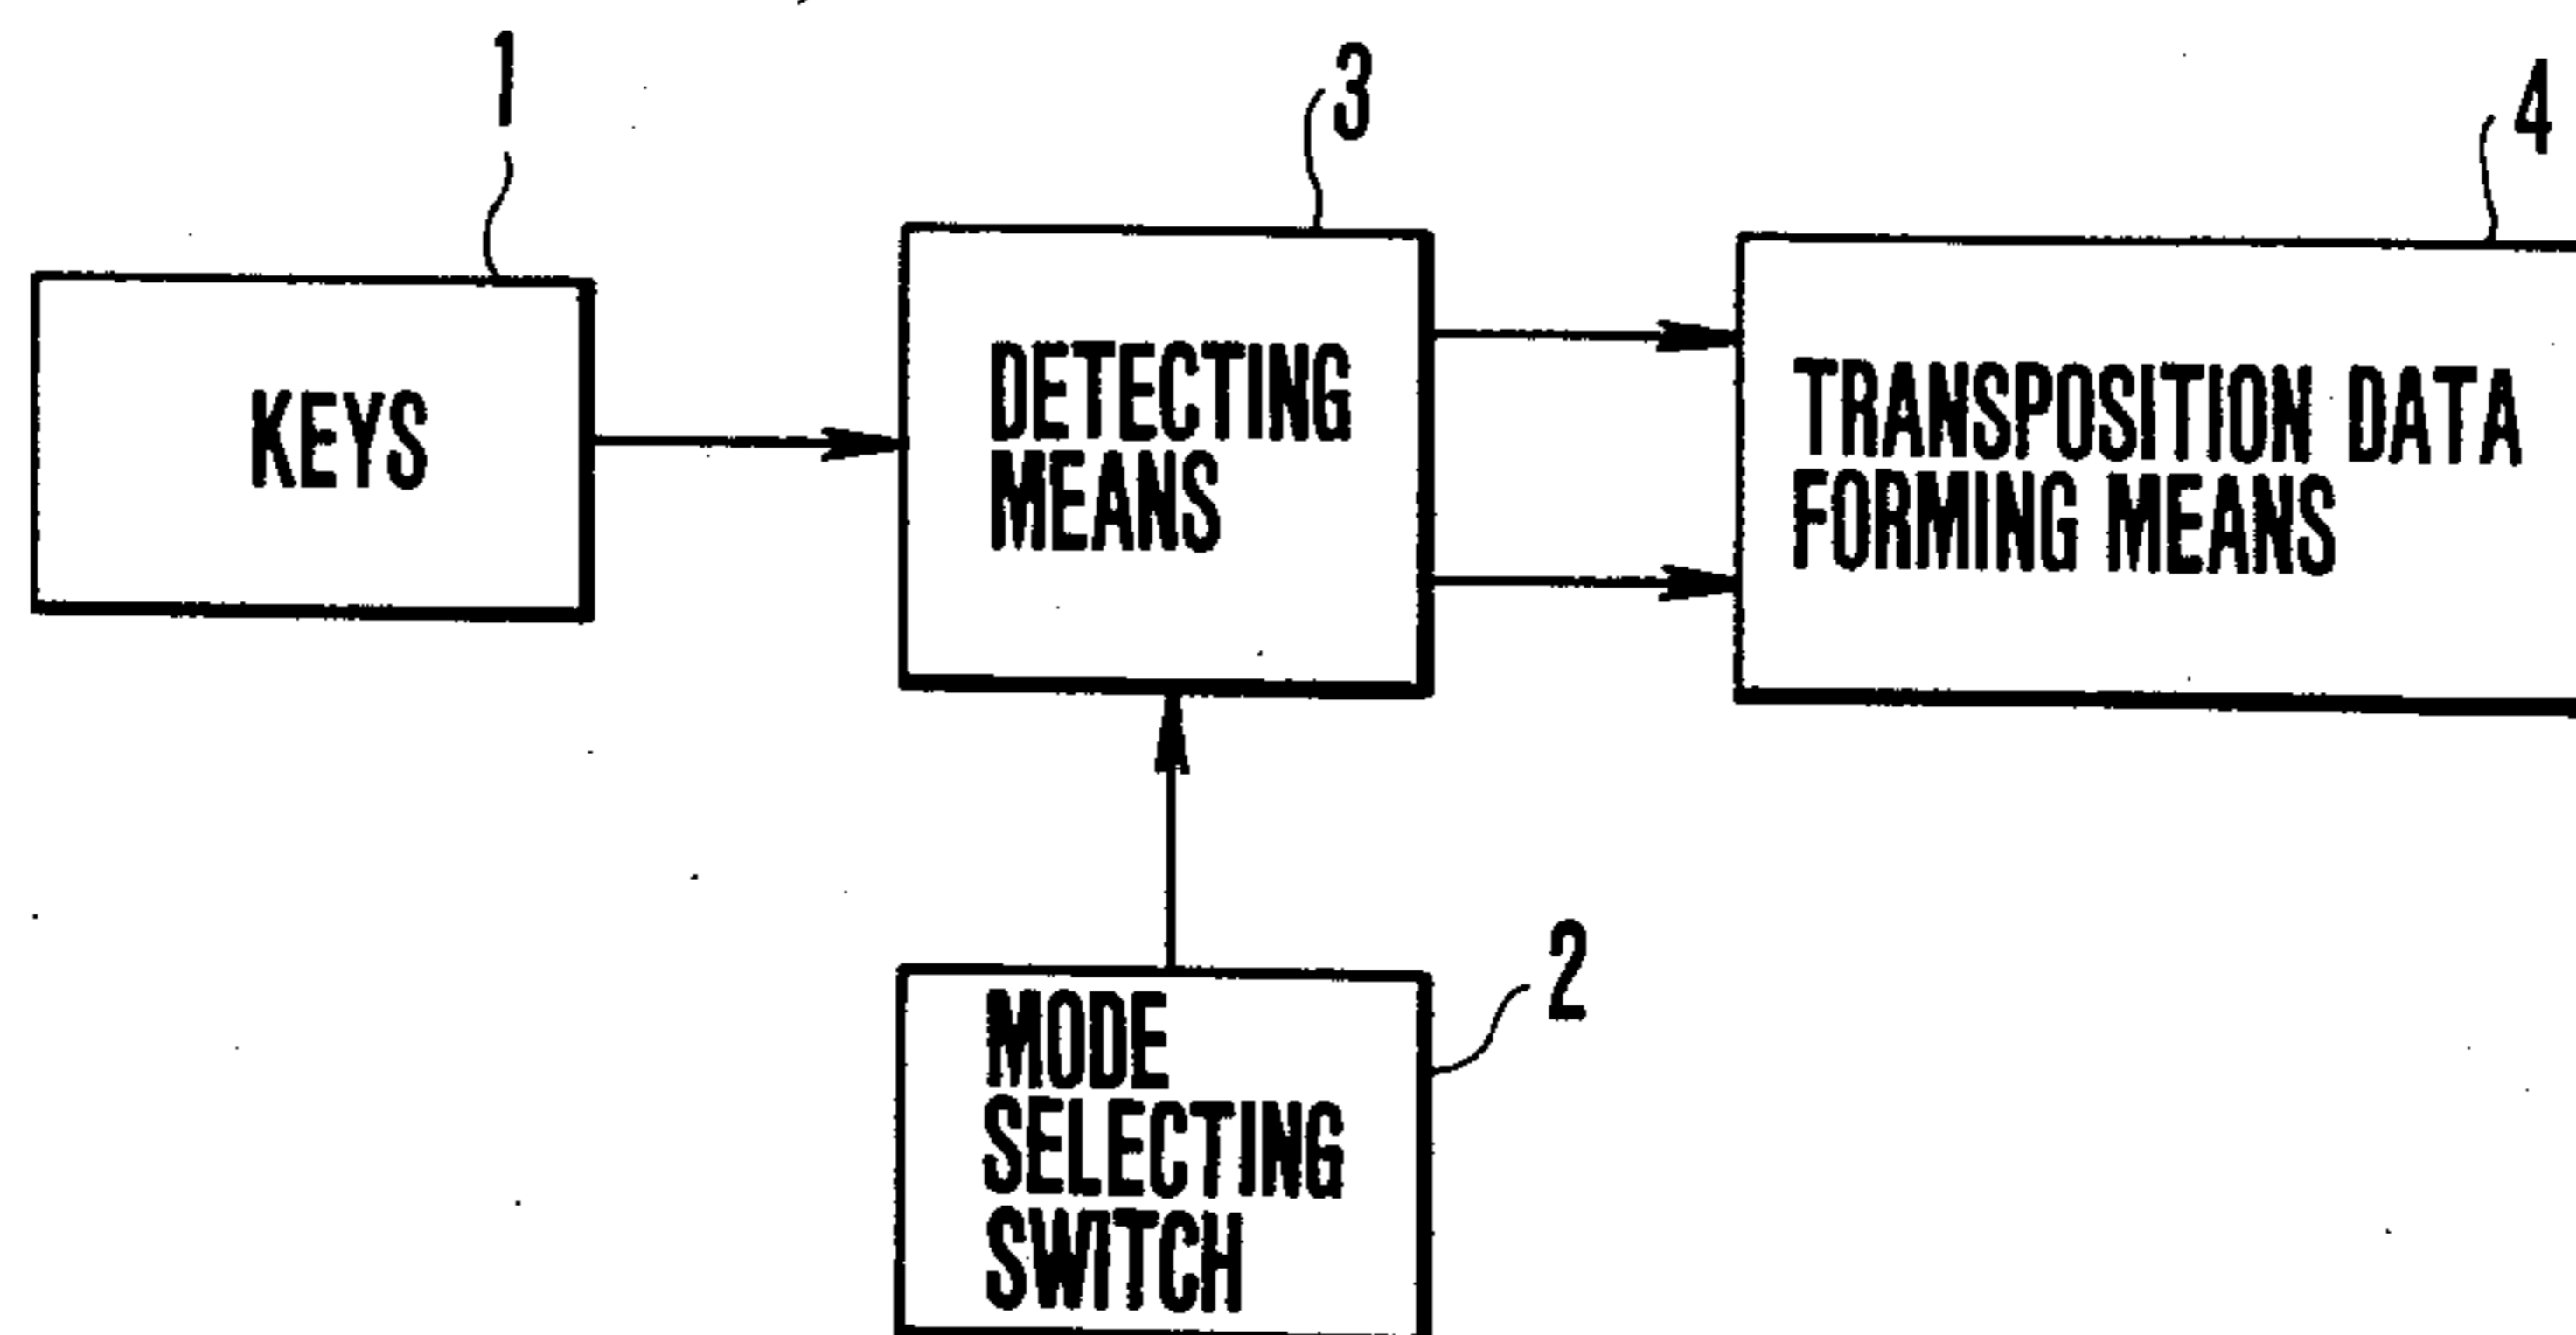 1
3
4
KEYS
DETECTING
MEANS
TRANSPOSITION DATA
FORMING MEANS
2
MODE
SELECTING
SWITCH